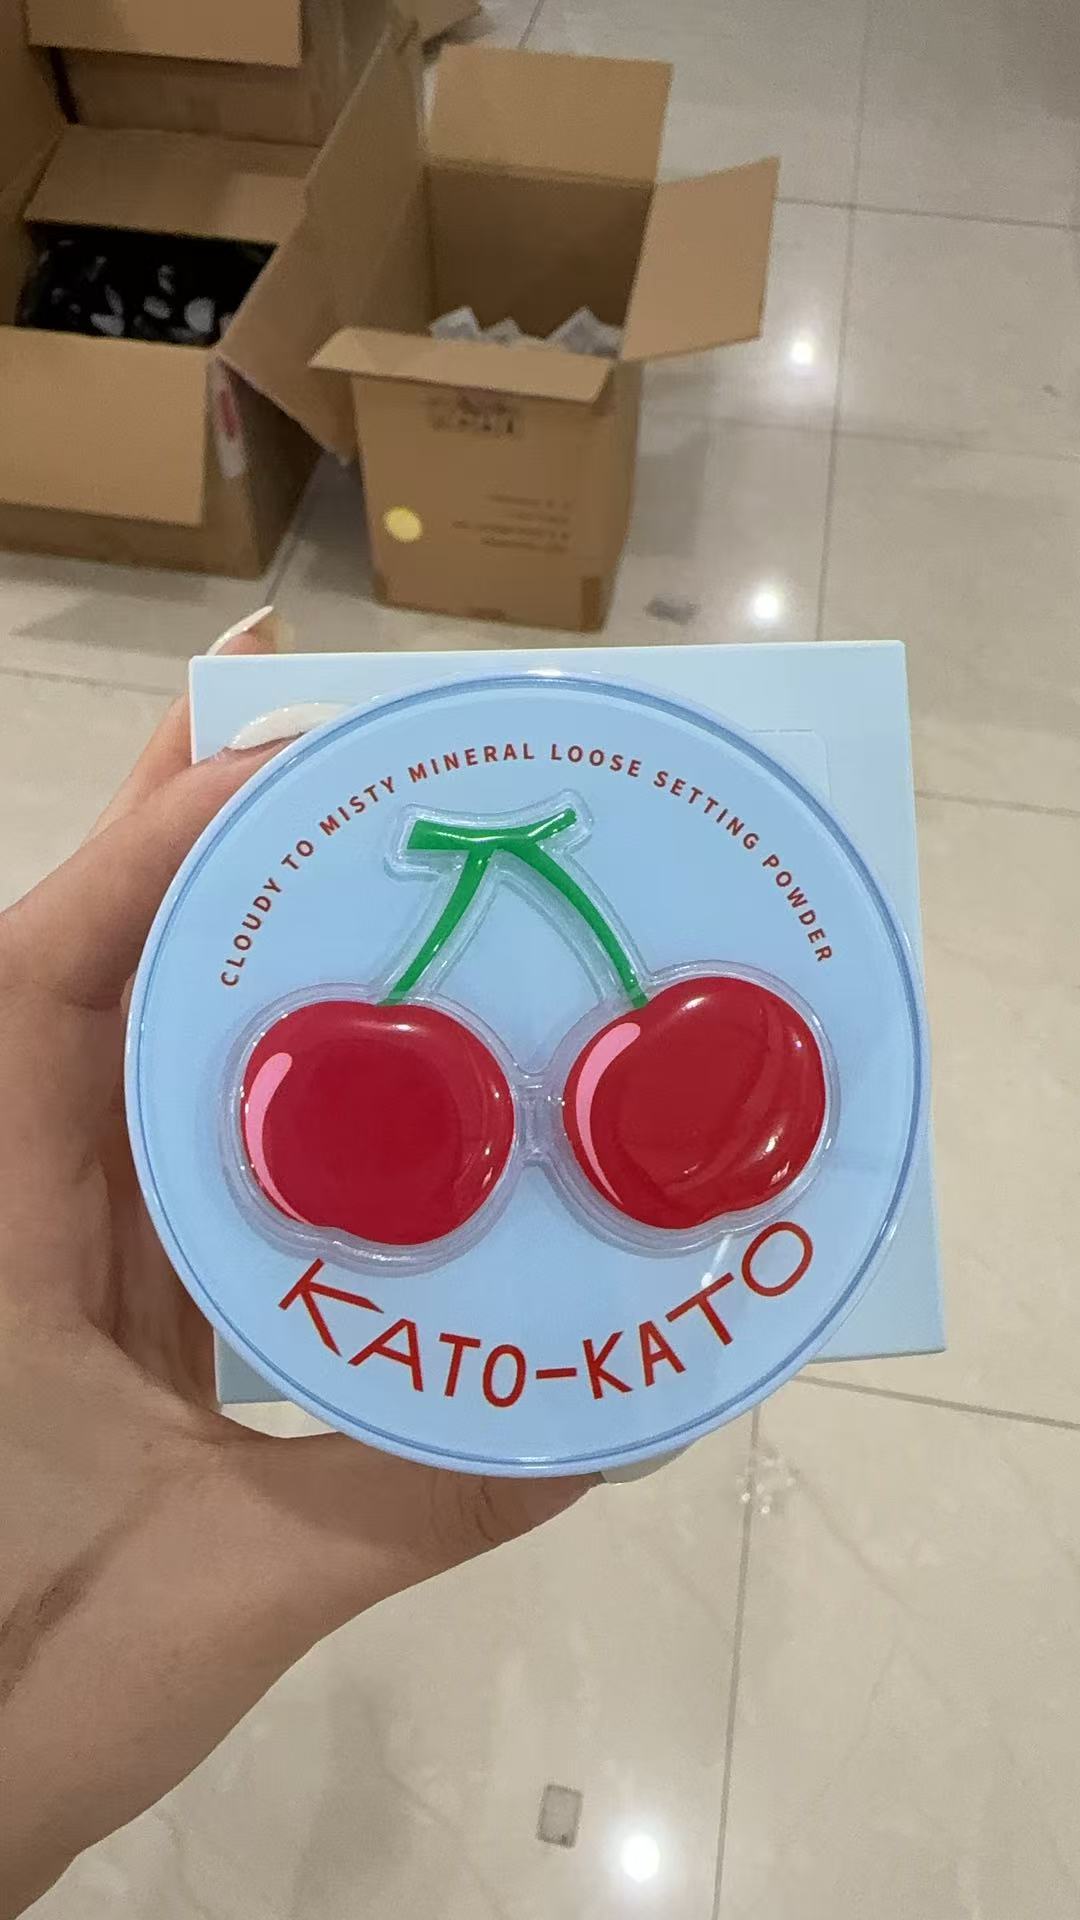 CLOUDY TO MISTY MINERAL LOOSE SETTING POWDER
KATO-KATO